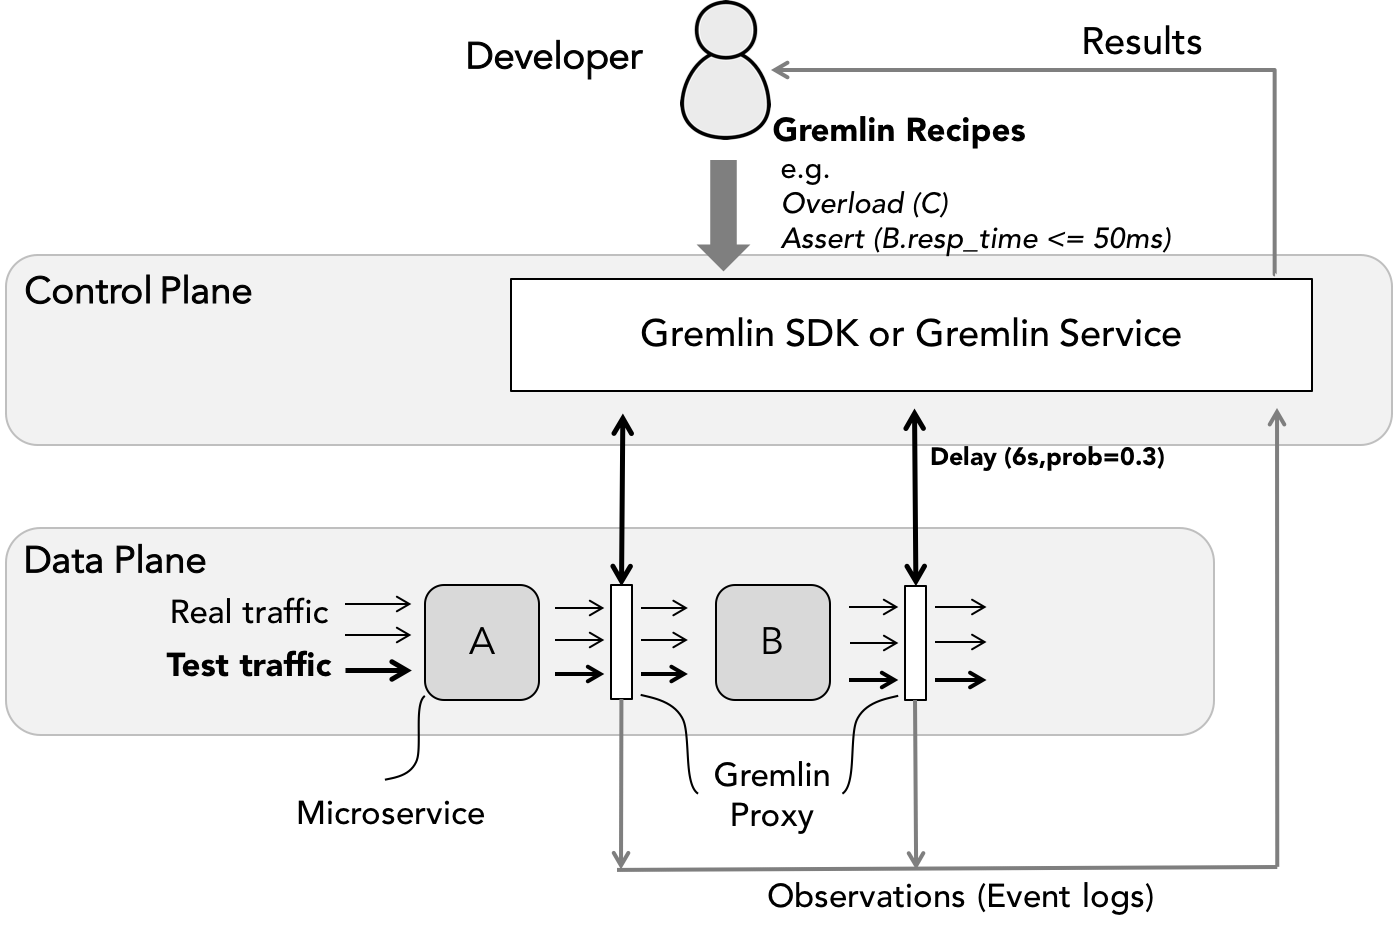 Developer
Results
Gremlin Recipes
e.g.
Overload (C)
Assert (B.resp_time <= 50ms)
Control Plane
Gremlin SDK or Gremlin Service
Delay (6s,prob=0.3)
Data Plane
Real traffic
Test traffic
A
B
Microservice
Gremlin
Proxy
Observations (Event logs)